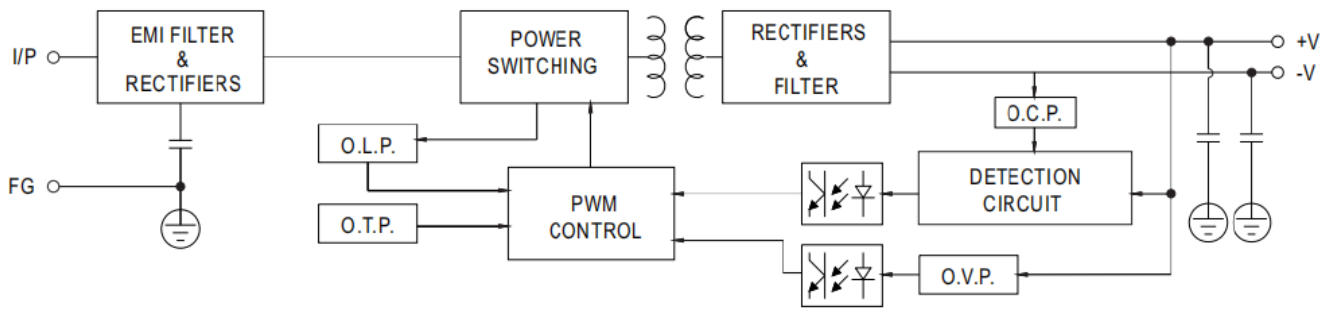 I/P
EMI FILTER
&
RECTIFIERS
POWER
SWITCHING
RECTIFIERS
&
FILTER
+V
-V
O.C.P.
O.L.P.
FG
PWM
CONTROL
DETECTION
CIRCUIT
O.T.P.
O.V.P.